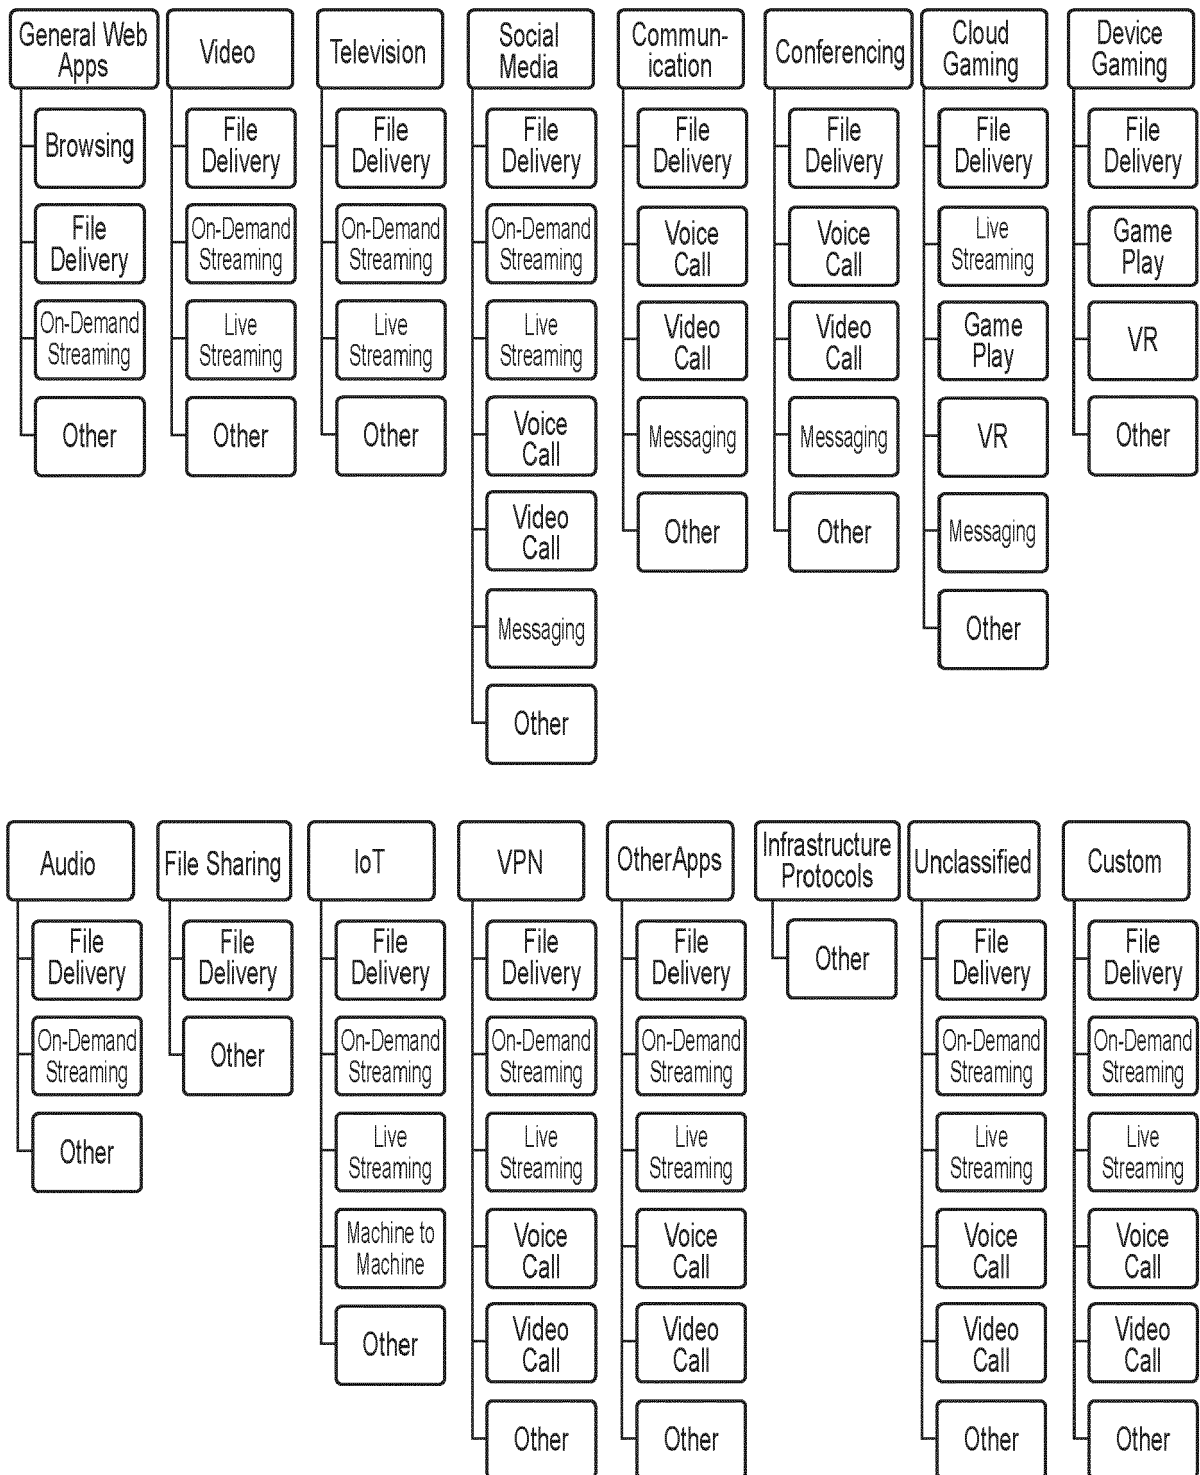 General Web
Apps
Browsing
File
Delivery
On-Demand
Streaming
Other
Video
File
Delivery
On-Demand
Streaming
Live
Streaming
Other
Television
File
Delivery
On-Demand
Streaming
Live
Streaming
Other
Social
Media
File
Delivery
On-Demand
Streaming
Live
Streaming
Voice
Call
Video
Call
Messaging
Other
Commun-
ication
File
Delivery
Voice
Call
Video
Call
Messaging
Other
Conferencing
File
Delivery
Voice
Call
Video
Call
Messaging
Other
Cloud
Gaming
File
Delivery
Live
Streaming
Game
Play
VR
Messaging
Other
Device
Gaming
File
Delivery
Game
Play
VR
Other
Audio
File
Delivery
On-Demand
Streaming
Other
File Sharing
File
Delivery
Other
IoT
File
Delivery
On-Demand
Streaming
Live
Streaming
Machine to
Machine
Other
VPN
File
Delivery
On-Demand
Streaming
Live
Streaming
Voice
Call
Video
Call
Other
OtherApps
File
Delivery
On-Demand
Streaming
Live
Streaming
Voice
Call
Video
Call
Other
Infrastructure
Protocols
Other
Unclassified
File
Delivery
On-Demand
Streaming
Live
Streaming
Voice
Call
Video
Call
Other
Custom
File
Delivery
On-Demand
Streaming
Live
Streaming
Voice
Call
Video
Call
Other